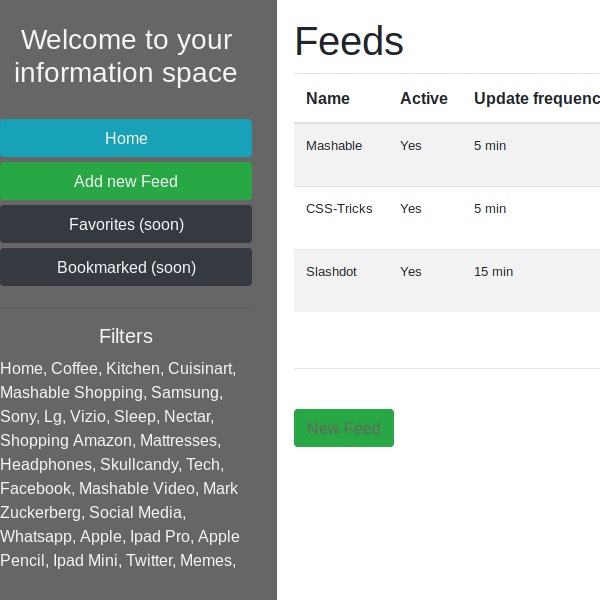 Welcome to your
information space
Home
Add new Feed
Favorites (soon)
Bookmarked (soon)
Filters
Home, Coffee, Kitchen, Cuisinart,
Mashable Shopping, Samsung,
Sony, Lg, Vizio, Sleep, Nectar,
Shopping Amazon, Mattresses,
Headphones, Skullcandy, Tech,
Facebook, Mashable Video, Mark
Zuckerberg, Social Media,
Whatsapp, Apple, Ipad Pro, Apple
Pencil, Ipad Mini, Twitter, Memes,
Feeds
Name Active Update frequenc
Mashable Yes 5 min
CSS-Tricks Yes 5 min
Slashdot Yes 15 min
New Feed